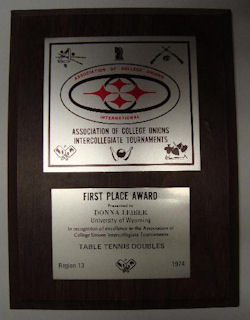 ASSOCIATION OF COLLEGE UNIONS
INTERNATIONAL
ASSOCIATION OF COLLEGE UNIONS
INTERCOLLEGIATE TOURNAMENTS
FIRST PLACE AWARD
Presented to
DONNA
University of Wyoming
In recognition of excellence in the Association of
College Unions Intercollegiate Tournaments
TABLE TENNIS DOUBLES
Region 13
1974